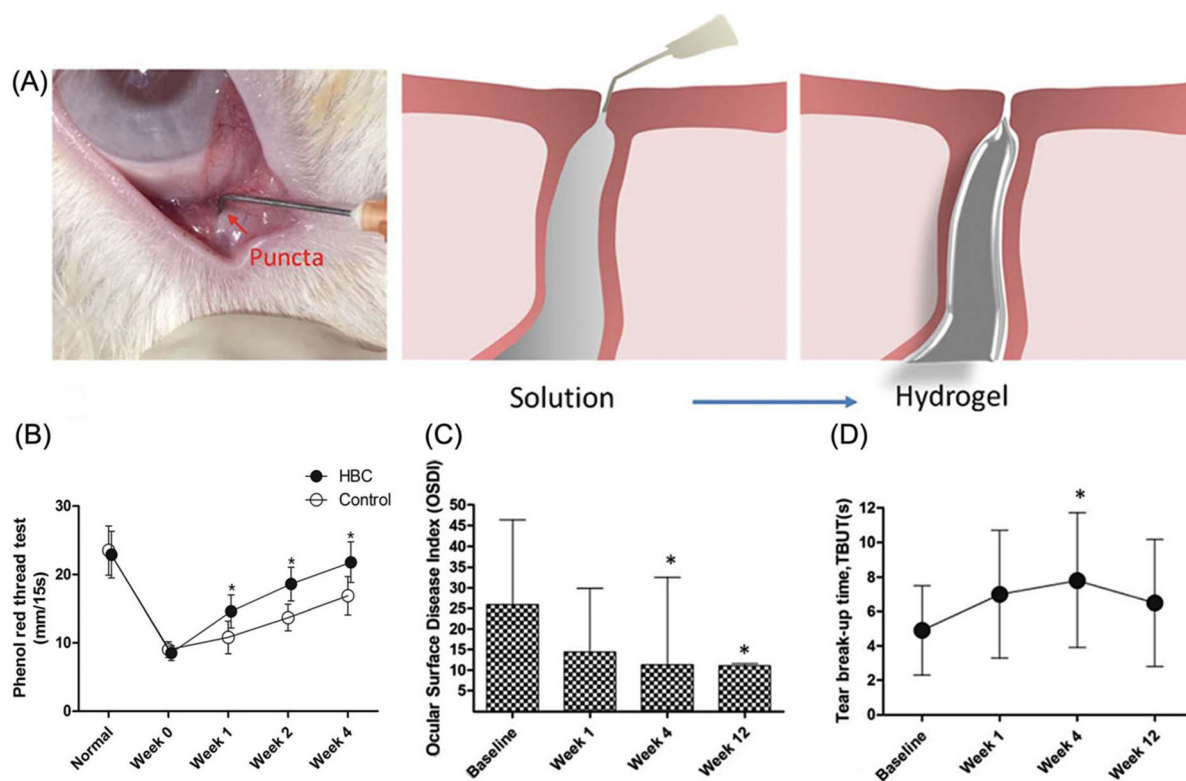 (A)
Puncta
Solution
Hydrogel
(B)
HBC
Control
Phenol red thread test
(mm/15s)
30
20
10
0
*
*
*
Normal
Week 0
Week 1
Week 2
Week 4
(C)
Ocular Surface Disease Index (OSDI)
50
45
40
35
30
25
20
15
10
5
*
*
Baseline
Week 1
Week 4
Week 12
(D)
Tear break-up time,TBUT(s)
12
10
8
6
4
2
0
*
Baseline
Week 1
Week 4
Week 12